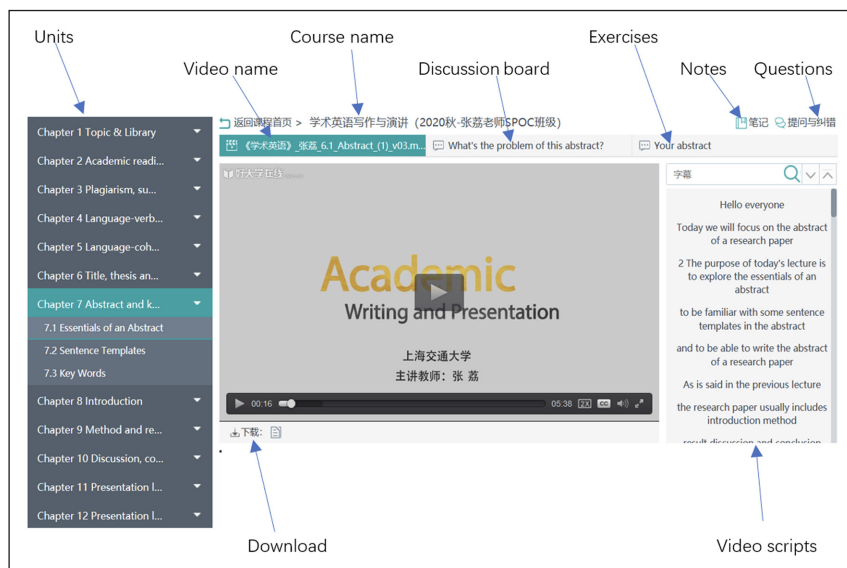 Units
Course name
Exercises
Video name
Discussion board
Notes
Questions
返回课程首页 > 学术英语写作与演讲（2020秋-张荔老师SPOC班级）
笔记
提问与纠错
Chapter 1 Topic & Library
Chapter 2 Academic readi...
Chapter 3 Plagiarism, su...
Chapter 4 Language-verb...
Chapter 5 Language-coh...
Chapter 6 Title, thesis an...
Chapter 7 Abstract and k...
7.1 Essentials of an Abstract
7.2 Sentence Templates
7.3 Key Words
Chapter 8 Introduction
Chapter 9 Method and re...
Chapter 10 Discussion, co...
Chapter 11 Presentation l...
Chapter 12 Presentation l...
《学术英语》_张荔_6.1_Abstract_(1)_v03.m...
What's the problem of this abstract?
Your abstract
好大学在线
Academic
Writing and Presentation
上海交通大学
主讲教师：张 荔
00:16
05:38
2X
CC
下载：
字幕
Hello everyone
Today we will focus on the abstract
of a research paper
2 The purpose of today's lecture is
to explore the essentials of an
abstract
to be familiar with some sentence
templates in the abstract
and to be able to write the abstract
of a research paper
As is said in the previous lecture
the research paper usually includes
introduction method
result discussion and conclusion
Download
Video scripts